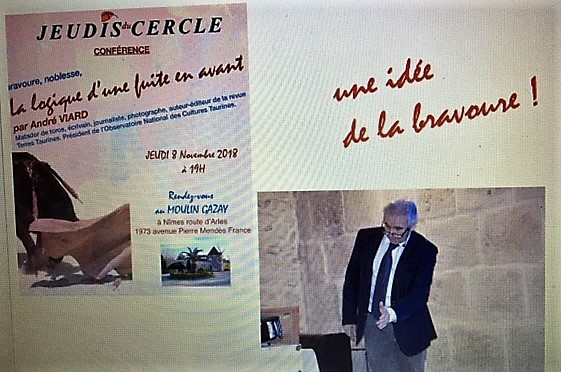 JEUDIS du CERCLE
CONFÉRENCE
bravoure, noblesse,
La logique d'une fuite en avant
par André VIARD
Matador de toros, écrivain, journaliste, photographe, auteur-éditeur de la revue
Terres Taurines. Président de l'Observatoire National des Cultures Taurines.
JEUDI 8 Novembre 2018
à 19H
Rendez-vous
au MOULIN GAZAY
à Nîmes route d'Arles
1973 avenue Pierre Mendès France
une idée
de la bravoure !